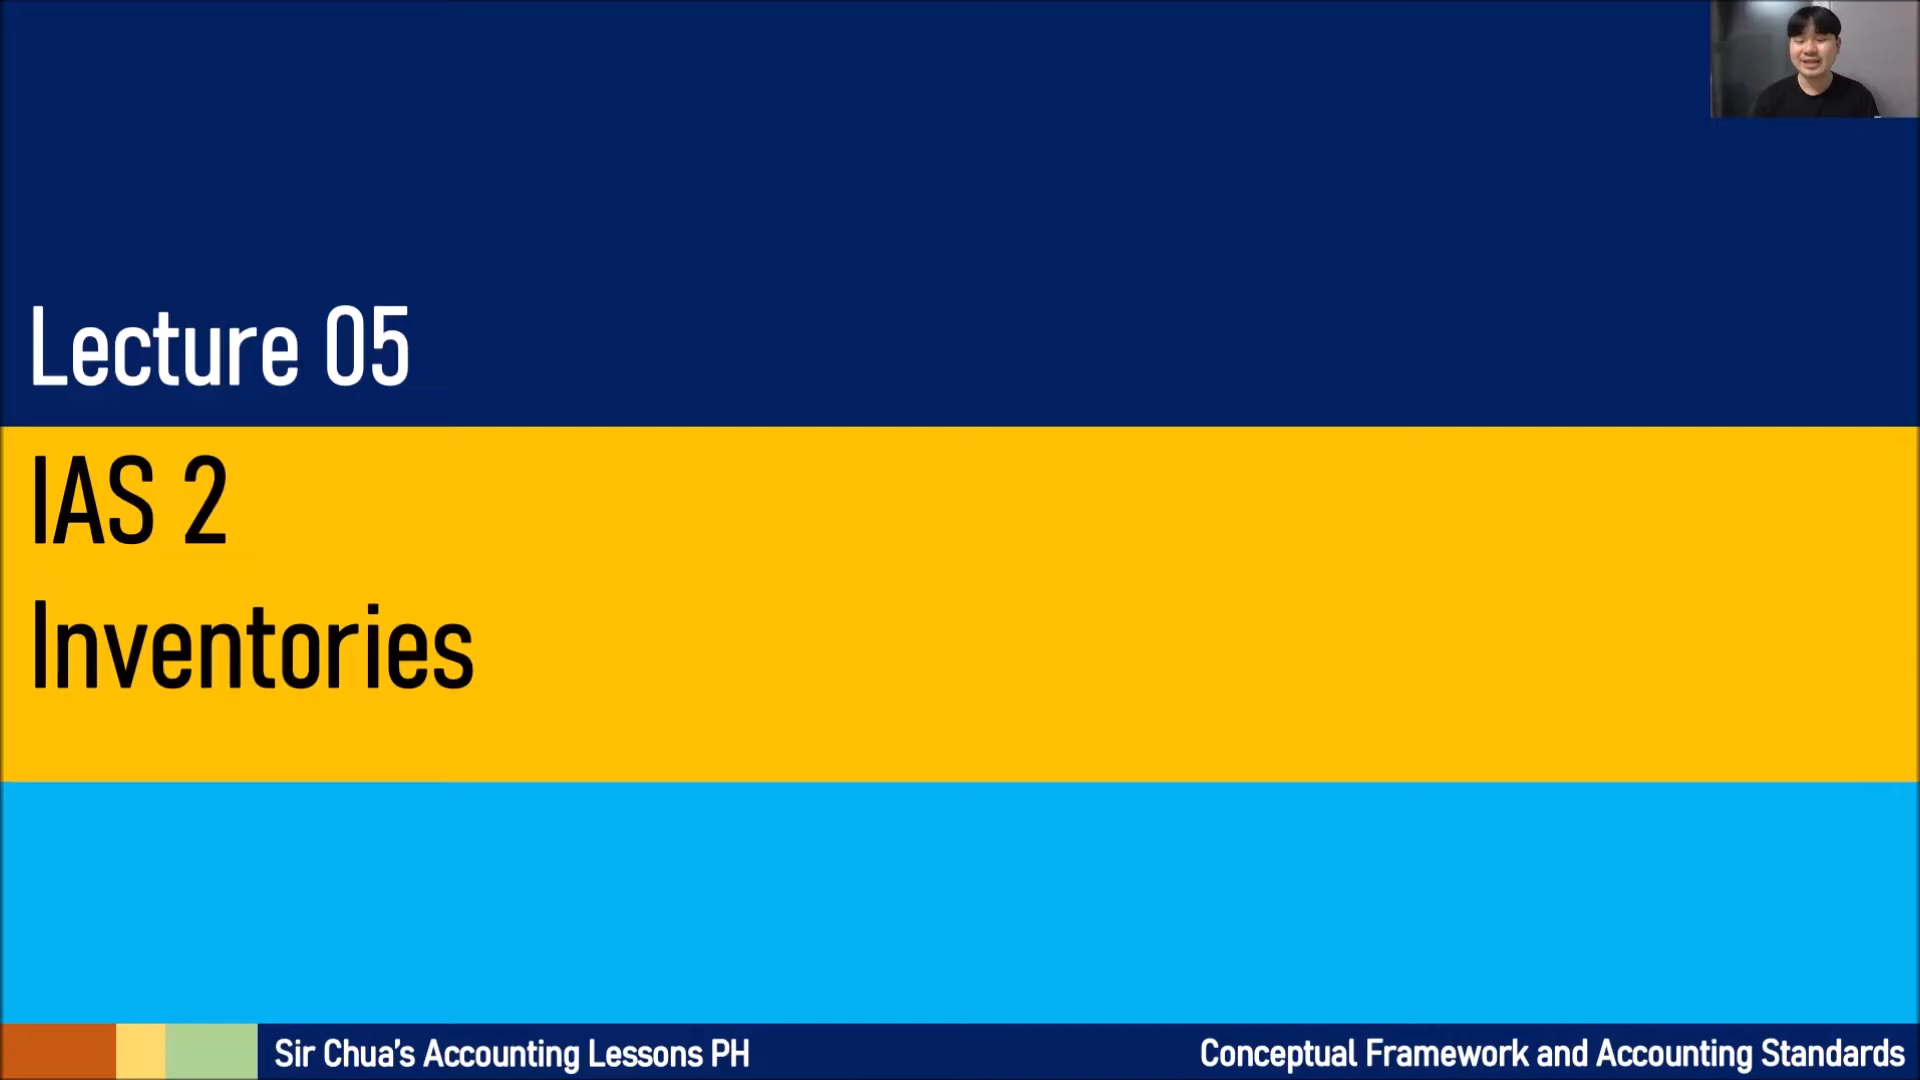 Lecture 05
IAS 2
Inventories
Sir Chua's Accounting Lessons PH
Conceptual Framework and Accounting Standards